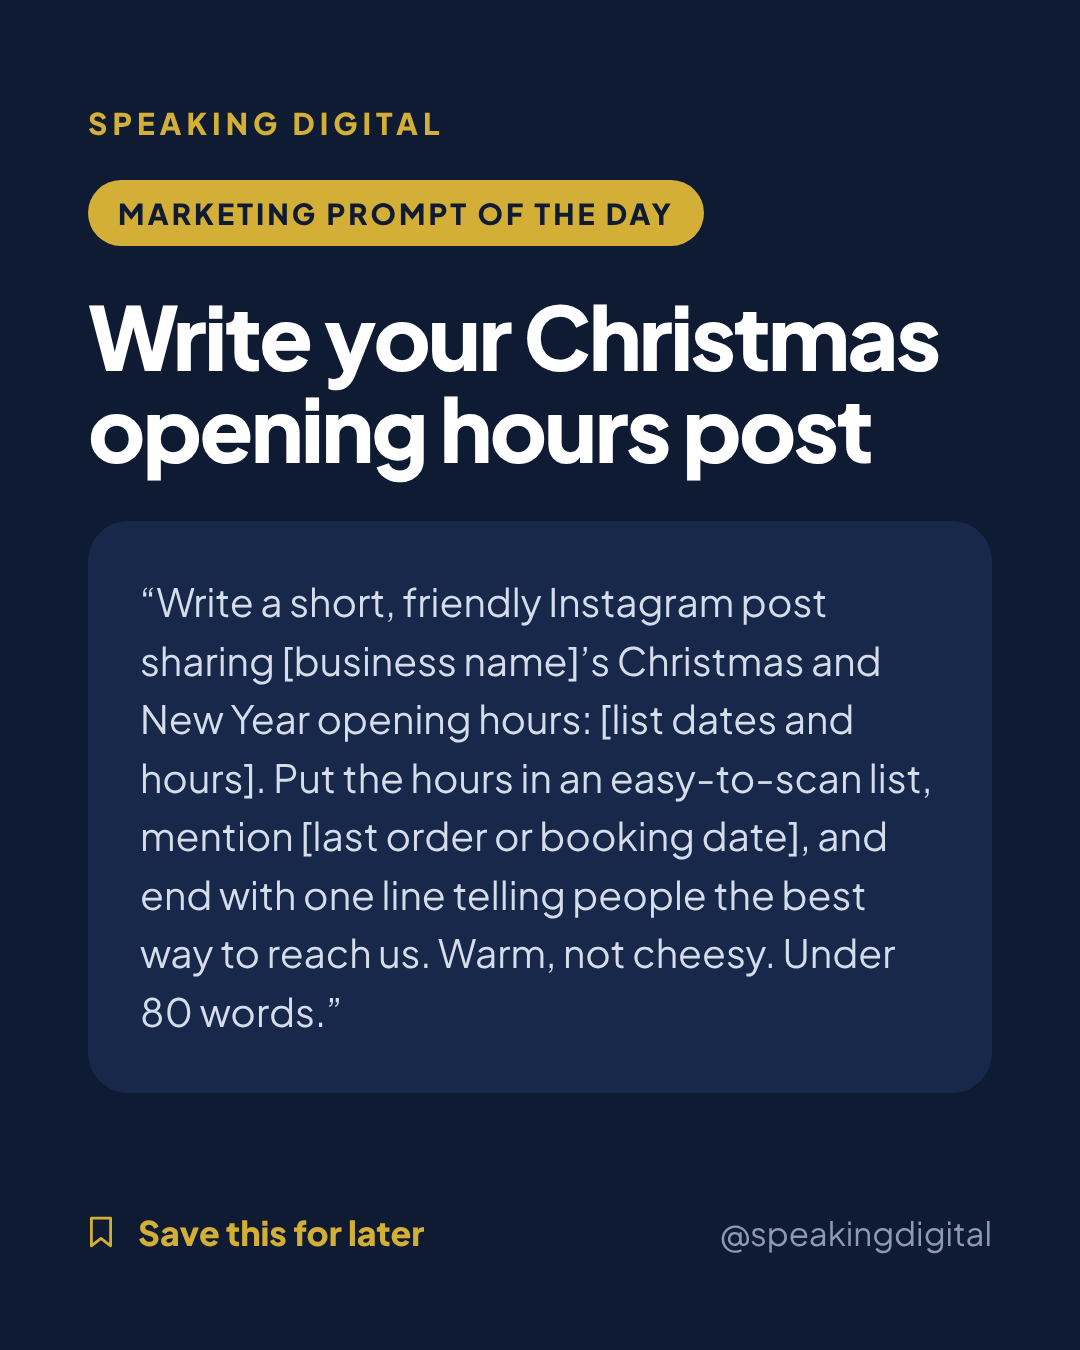 SPEAKING DIGITAL
MARKETING PROMPT OF THE DAY
Write your Christmas
opening hours post
“Write a short, friendly Instagram post
sharing [business name]’s Christmas and
New Year opening hours: [list dates and
hours]. Put the hours in an easy-to-scan list,
mention [last order or booking date], and
end with one line telling people the best
way to reach us. Warm, not cheesy. Under
80 words.”
Save this for later
@speakingdigital